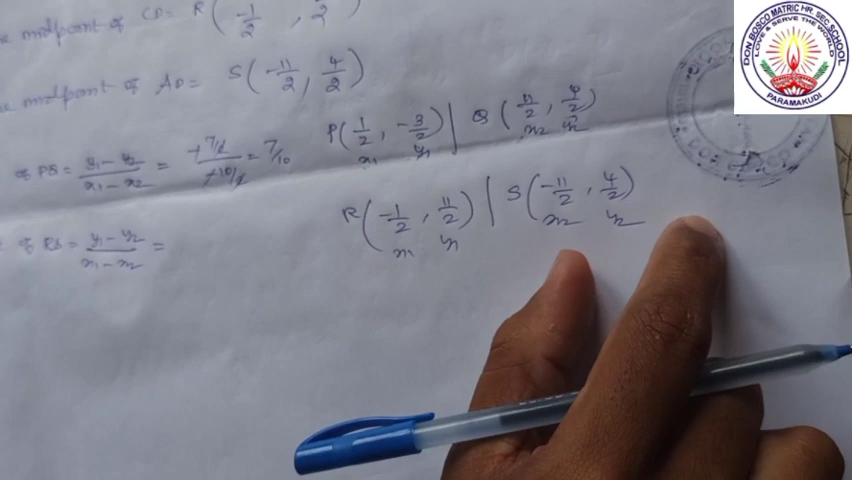 midpoint of CD = R(-1/2,
midpoint of AD = S(-11/2, 4/2)
of PQ = y1-y2/x1-x2 = -7/2/-10/2 = 7/10
P(1/2, -3/2) | Q(11/2, 4/2)
x1 y1 x2 y2
of RS = y1-y2/x1-x2 =
R(-1/2, 11/2) | S(-11/2, 4/2)
x1 y1 x2 y2
DON BOSCO MATRIC HR. SEC. SCHOOL
LOVE & SERVE THE WORLD
PARAMAKUDI